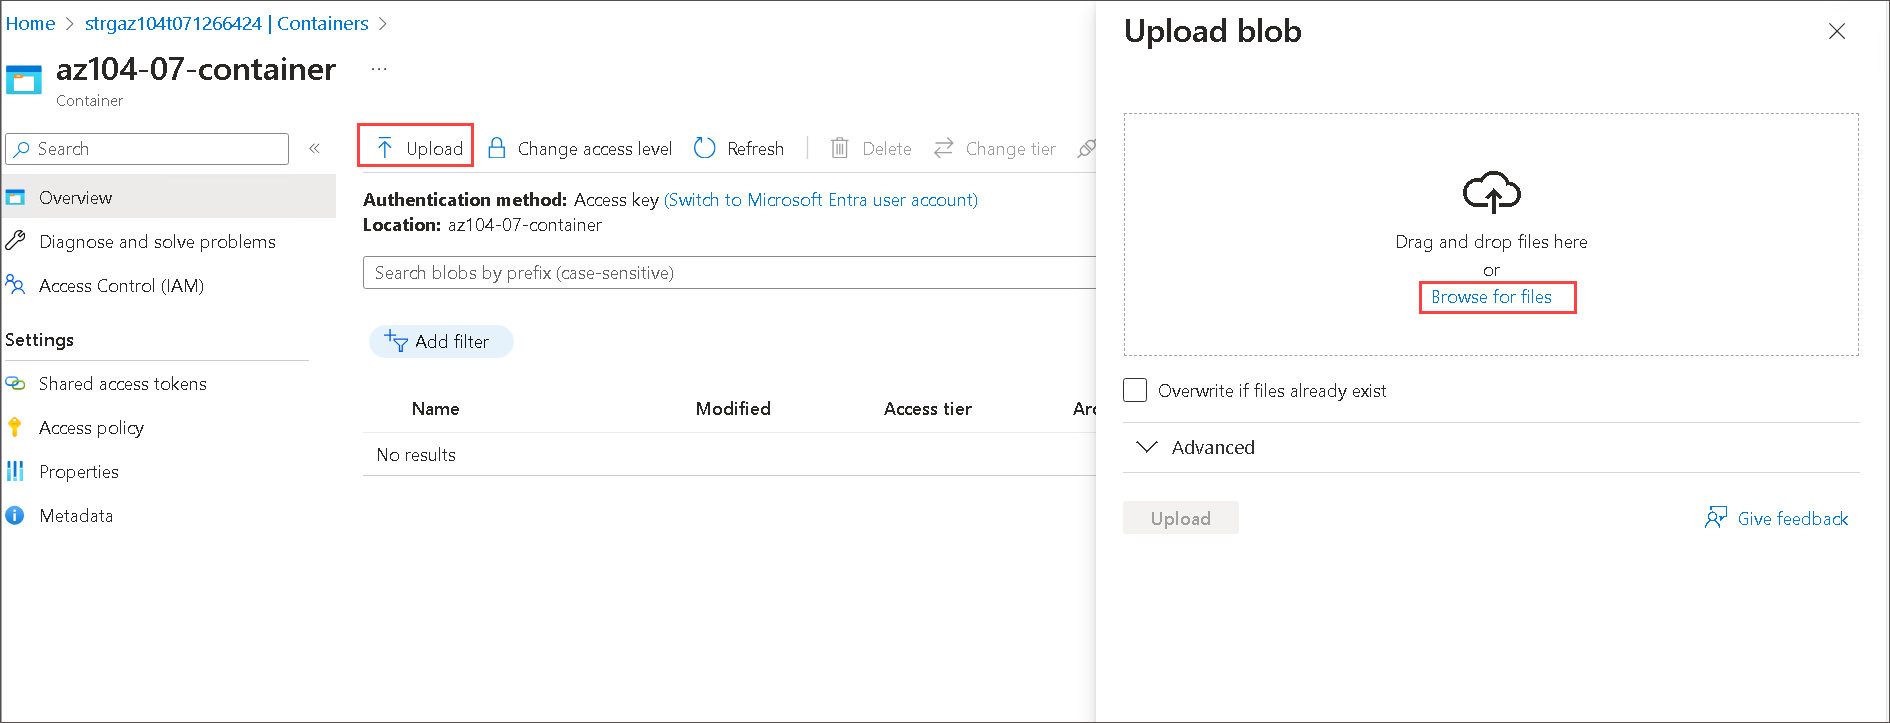 Home > strgaz104t071266424 | Containers >
az104-07-container ...
Container
Search «
Overview
Diagnose and solve problems
Access Control (IAM)
Settings
Shared access tokens
Access policy
Properties
Metadata
Upload Change access level Refresh Delete Change tier
Authentication method: Access key (Switch to Microsoft Entra user account)
Location: az104-07-container
Search blobs by prefix (case-sensitive)
Add filter
Name Modified Access tier
No results
Upload blob
Drag and drop files here
or
Browse for files
Overwrite if files already exist
Advanced
Upload Give feedback